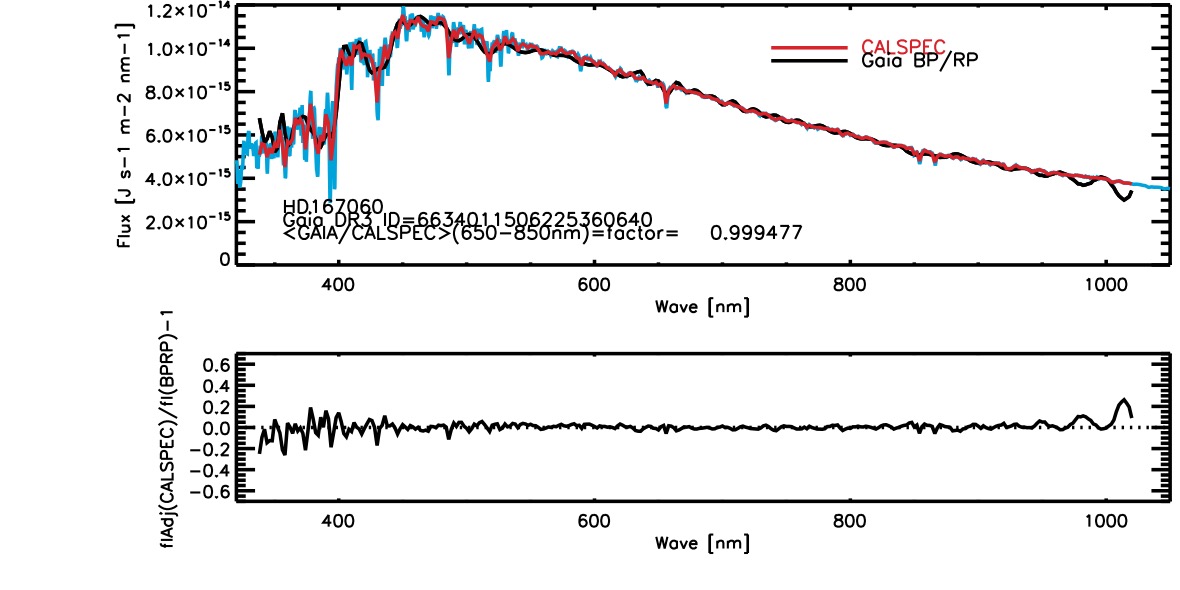 1.2×10−14
1.0×10−14
8.0×10−15
6.0×10−15
4.0×10−15
2.0×10−15
0
Flux [J s−1 m−2 nm−1]
CALSPEC
Gaia BP/RP
HD167060
Gaia DR3 ID=6634011506225360640
<GAIA/CALSPEC>(650−850nm)=factor= 0.999477
400 600 800 1000
Wave [nm]
flAdj(CALSPEC)/fl(BPRP)−1
0.6
0.4
0.2
0.0
−0.2
−0.4
−0.6
400 600 800 1000
Wave [nm]